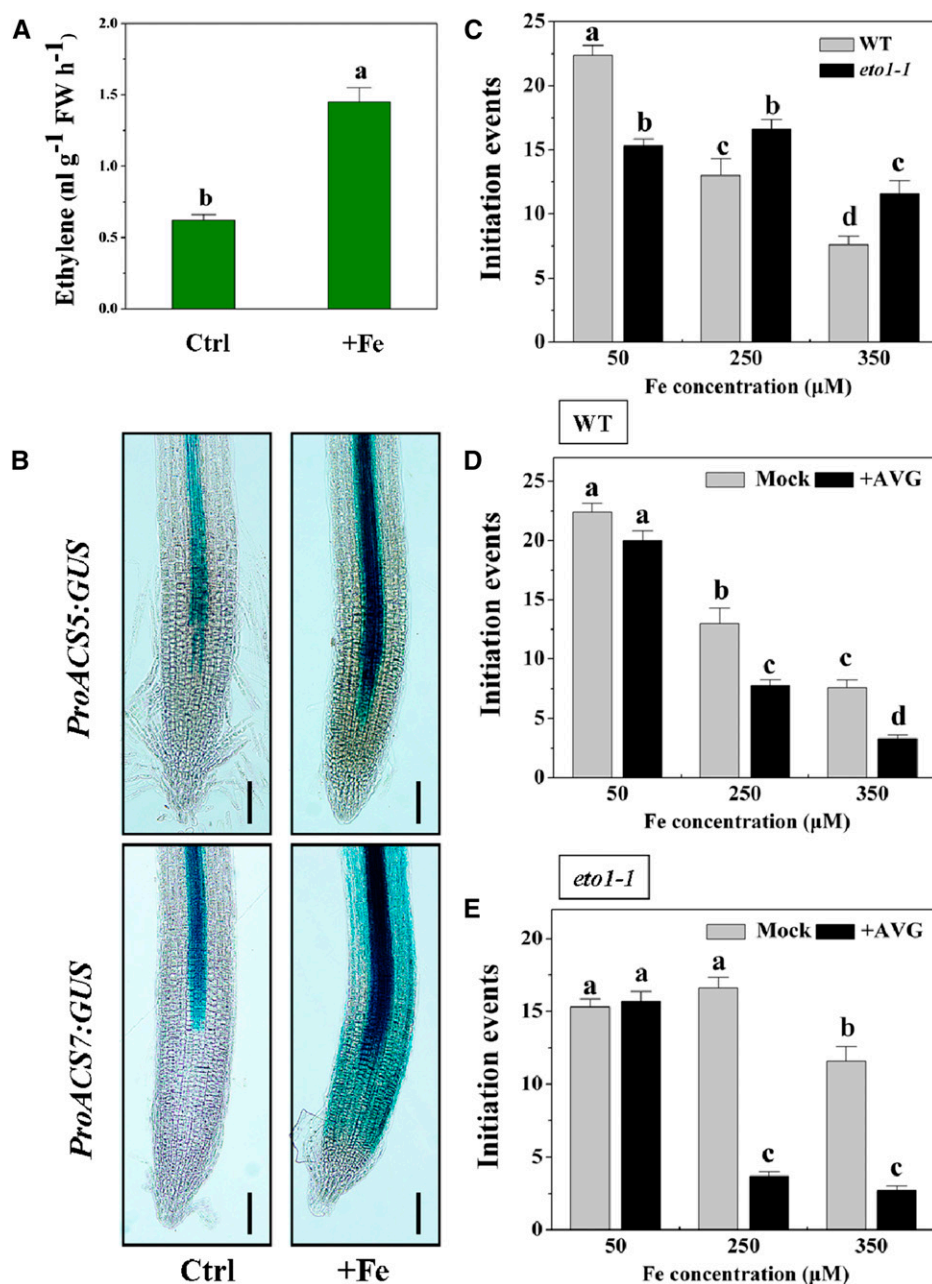 A
Ethylene (nl g⁻¹ FW h⁻¹)
2.0
1.5
1.0
0.5
0.0
b
a
Ctrl
+Fe
B
ProACS5:GUS
ProACS7:GUS
Ctrl
+Fe
C
Initiation events
25
20
15
10
5
0
WT
eto1-1
a
b
c
b
d
c
50
250
350
Fe concentration (µM)
WT
D
Initiation events
20
15
10
5
0
Mock
+AVG
a
a
b
c
c
d
50
250
350
Fe concentration (µM)
eto1-1
E
Initiation events
20
15
10
5
0
Mock
+AVG
a
a
a
c
b
c
50
250
350
Fe concentration (µM)